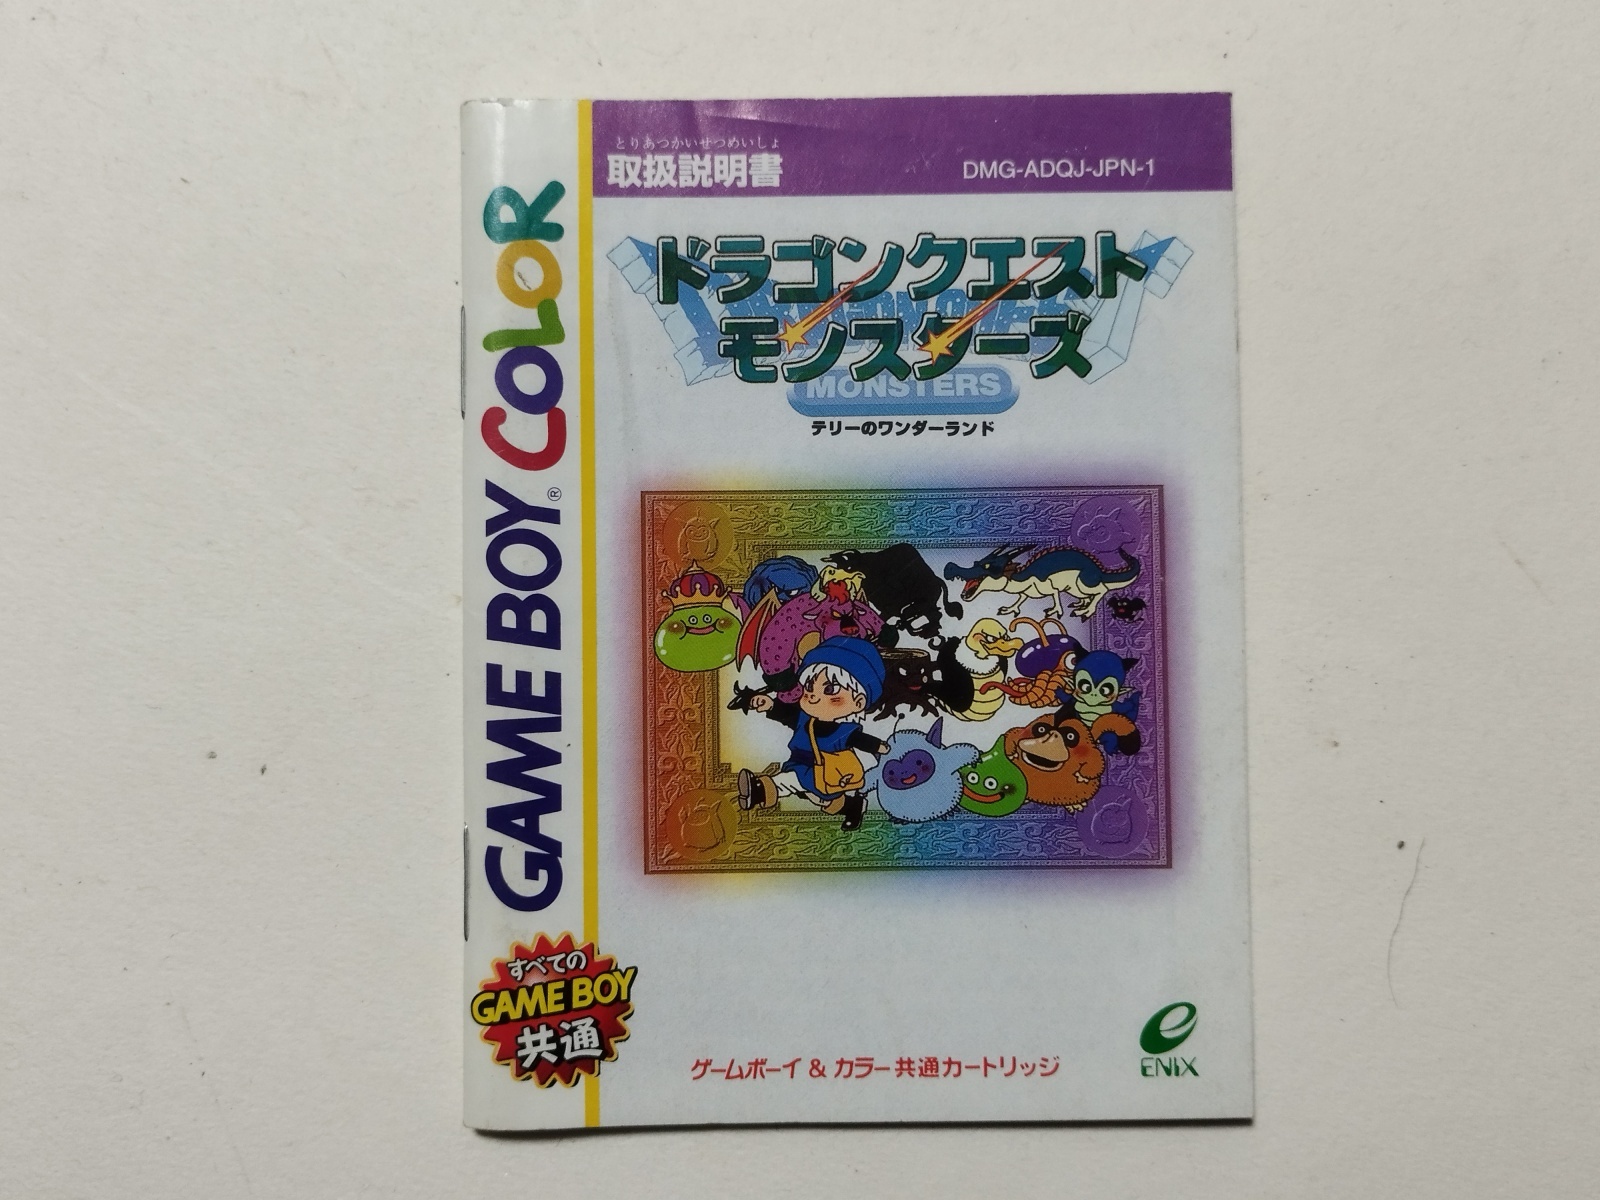 とりあつかいせつめいしょ
取扱説明書
DMG-ADQJ-JPN-1
ドラゴンクエスト
モンスターズ
MONSTERS
テリーのワンダーランド
GAME BOY COLOR
®
すべての
GAME BOY
共通
ゲームボーイ & カラー共通カートリッジ
ENIX